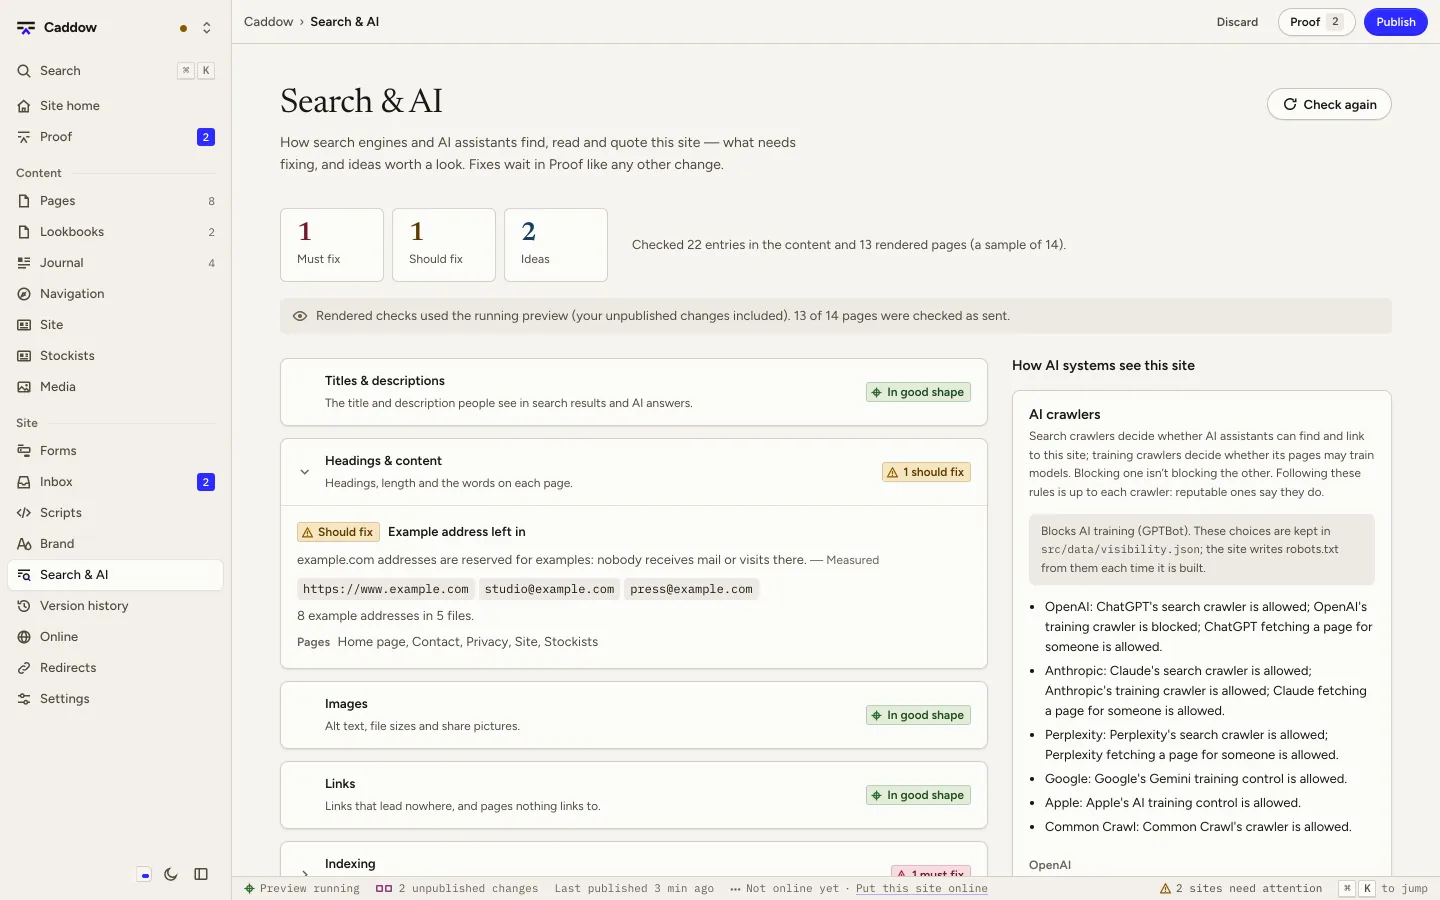 Caddow
Caddow › Search & AI
Discard
Proof 2
Publish
Search ⌘ K
Site home
Proof 2
Content
Pages 8
Lookbooks 2
Journal 4
Navigation
Site
Stockists
Media
Site
Forms
Inbox 2
Scripts
Brand
Search & AI
Version history
Online
Redirects
Settings
Search & AI
Check again
How search engines and AI assistants find, read and quote this site — what needs
fixing, and ideas worth a look. Fixes wait in Proof like any other change.
1
Must fix
1
Should fix
2
Ideas
Checked 22 entries in the content and 13 rendered pages (a sample of 14).
Rendered checks used the running preview (your unpublished changes included). 13 of 14 pages were checked as sent.
Titles & descriptions
The title and description people see in search results and AI answers.
In good shape
Headings & content
Headings, length and the words on each page.
1 should fix
Should fix Example address left in
example.com addresses are reserved for examples: nobody receives mail or visits there. — Measured
https://www.example.com studio@example.com press@example.com
8 example addresses in 5 files.
Pages Home page, Contact, Privacy, Site, Stockists
Images
Alt text, file sizes and share pictures.
In good shape
Links
Links that lead nowhere, and pages nothing links to.
In good shape
Indexing
1 must fix
How AI systems see this site
AI crawlers
Search crawlers decide whether AI assistants can find and link
to this site; training crawlers decide whether its pages may train
models. Blocking one isn't blocking the other. Following these
rules is up to each crawler: reputable ones say they do.
Blocks AI training (GPTBot). These choices are kept in
src/data/visibility.json; the site writes robots.txt
from them each time it is built.
• OpenAI: ChatGPT's search crawler is allowed; OpenAI's
training crawler is blocked; ChatGPT fetching a page for
someone is allowed.
• Anthropic: Claude's search crawler is allowed;
Anthropic's training crawler is allowed; Claude fetching
a page for someone is allowed.
• Perplexity: Perplexity's search crawler is allowed;
Perplexity fetching a page for someone is allowed.
• Google: Google's Gemini training control is allowed.
• Apple: Apple's AI training control is allowed.
• Common Crawl: Common Crawl's crawler is allowed.
OpenAI
Preview running
2 unpublished changes
Last published 3 min ago
Not online yet · Put this site online
2 sites need attention
⌘ K to jump